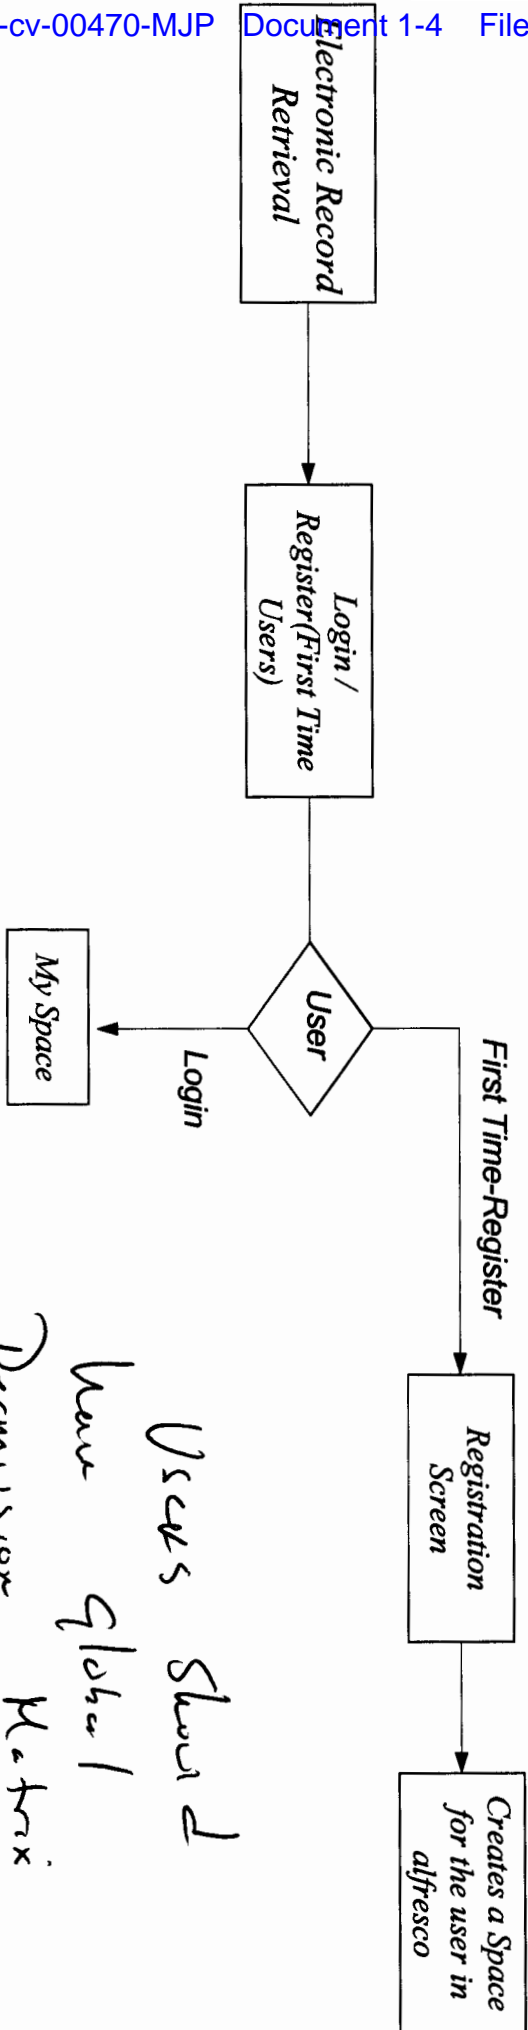 -cv-00470-MJP Document 1-4 File
Electronic Record
Retrieval
Login /
Register(First Time
Users)
User
First Time-Register
Login
My Space
Registration
Screen
Creates a Space
for the user in
alfresco
Users Should
have global
Permission Matrix